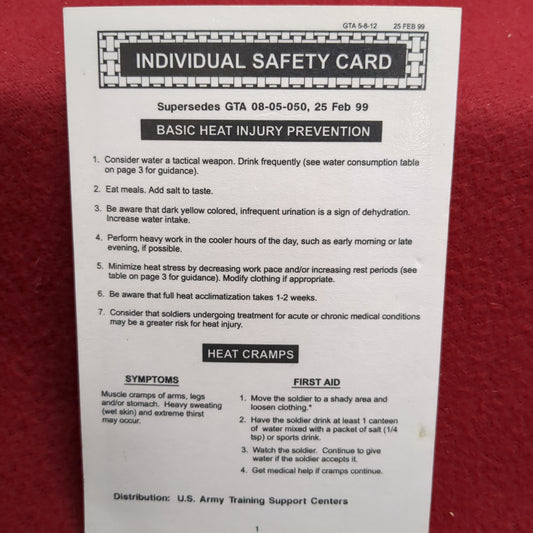 GTA 5-8-12 25 FEB 99
INDIVIDUAL SAFETY CARD
Supersedes GTA 08-05-050, 25 Feb 99
BASIC HEAT INJURY PREVENTION
1. Consider water a tactical weapon. Drink frequently (see water consumption table
on page 3 for guidance).
2. Eat meals. Add salt to taste.
3. Be aware that dark yellow colored, infrequent urination is a sign of dehydration.
Increase water intake.
4. Perform heavy work in the cooler hours of the day, such as early morning or late
evening, if possible.
5. Minimize heat stress by decreasing work pace and/or increasing rest periods (see
table on page 3 for guidance). Modify clothing if appropriate.
6. Be aware that full heat acclimatization takes 1-2 weeks.
7. Consider that soldiers undergoing treatment for acute or chronic medical conditions
may be a greater risk for heat injury.
HEAT CRAMPS
SYMPTOMS
Muscle cramps of arms, legs
and/or stomach. Heavy sweating
(wet skin) and extreme thirst
may occur.
FIRST AID
1. Move the soldier to a shady area and
loosen clothing.*
2. Have the soldier drink at least 1 canteen
of water mixed with a packet of salt (1/4
tsp) or sports drink.
3. Watch the soldier. Continue to give
water if the soldier accepts it.
4. Get medical help if cramps continue.
Distribution: U.S. Army Training Support Centers
1